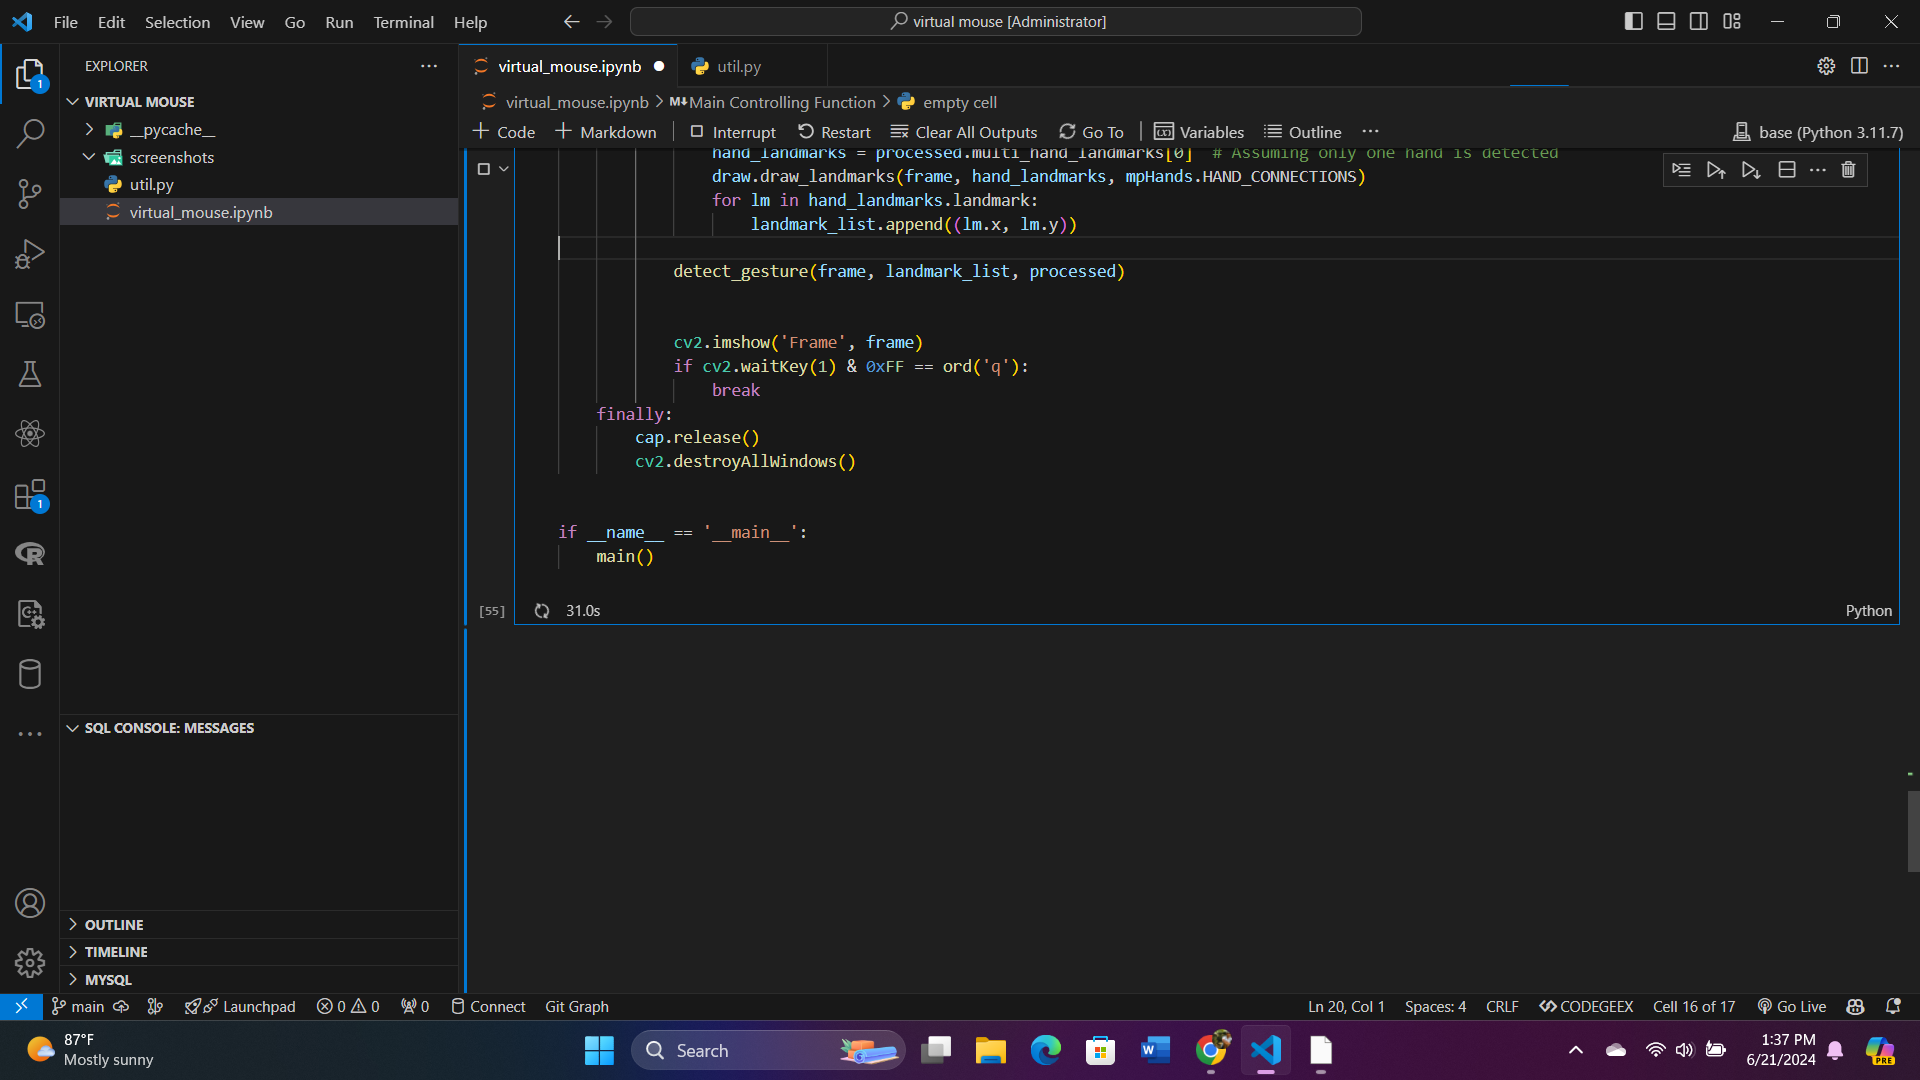 File Edit Selection View Go Run Terminal Help
virtual mouse [Administrator]
EXPLORER
1
VIRTUAL MOUSE
__pycache__
screenshots
util.py
virtual_mouse.ipynb
SQL CONSOLE: MESSAGES
1
OUTLINE
TIMELINE
MYSQL
virtual_mouse.ipynb
util.py
virtual_mouse.ipynb > M↓Main Controlling Function > empty cell
+ Code + Markdown Interrupt Restart Clear All Outputs Go To Variables Outline ... base (Python 3.11.7)
hand_landmarks = processed.multi_hand_landmarks[0]  # Assuming only one hand is detected
draw.draw_landmarks(frame, hand_landmarks, mpHands.HAND_CONNECTIONS)
for lm in hand_landmarks.landmark:
landmark_list.append((lm.x, lm.y))
detect_gesture(frame, landmark_list, processed)
cv2.imshow('Frame', frame)
if cv2.waitKey(1) & 0xFF == ord('q'):
break
finally:
cap.release()
cv2.destroyAllWindows()
if __name__ == '__main__':
main()
[55] 31.0s Python
main Launchpad 0 0 0 Connect Git Graph Ln 20, Col 1 Spaces: 4 CRLF CODEGEEX Cell 16 of 17 Go Live
87°F
Mostly sunny
Search
W
PRE
1:37 PM
6/21/2024